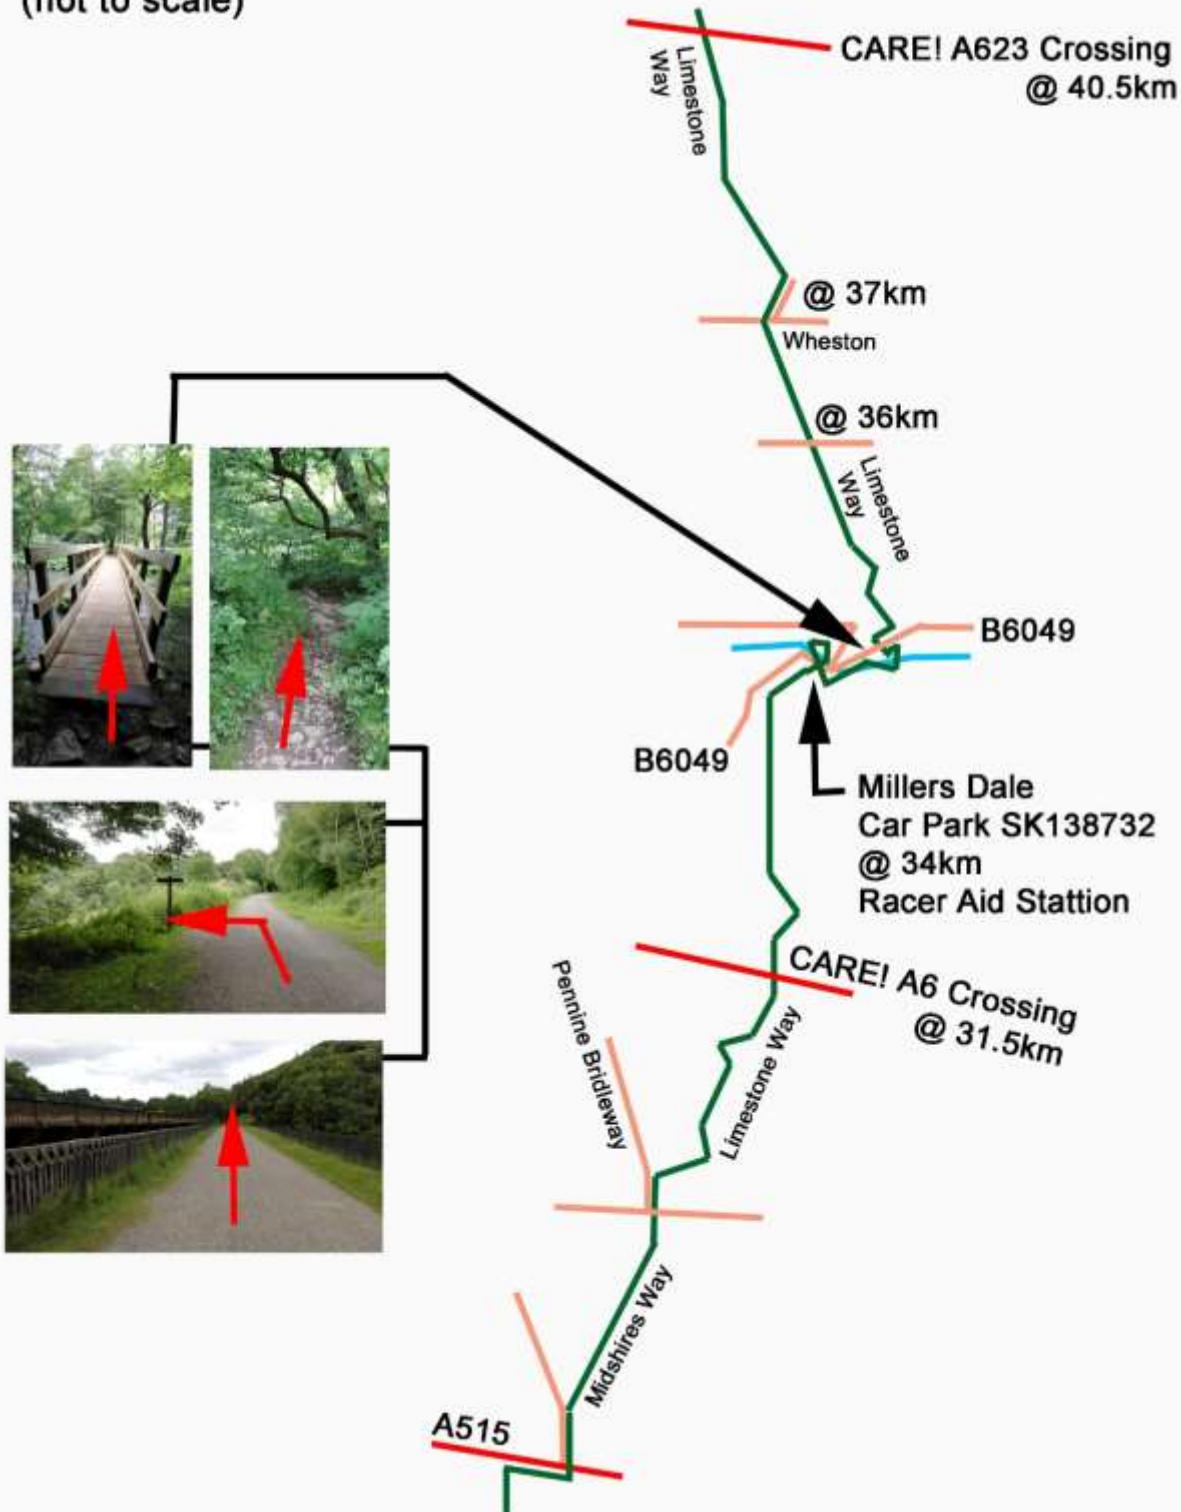 (not to scale)
CARE! A623 Crossing
@ 40.5km
Limestone
Way
@ 37km
Wheston
@ 36km
Limestone
Way
B6049
B6049
Millers Dale
Car Park SK138732
@ 34km
Racer Aid Stattion
CARE! A6 Crossing
@ 31.5km
Pennine Bridleway
Limestone Way
Midshires Way
A515